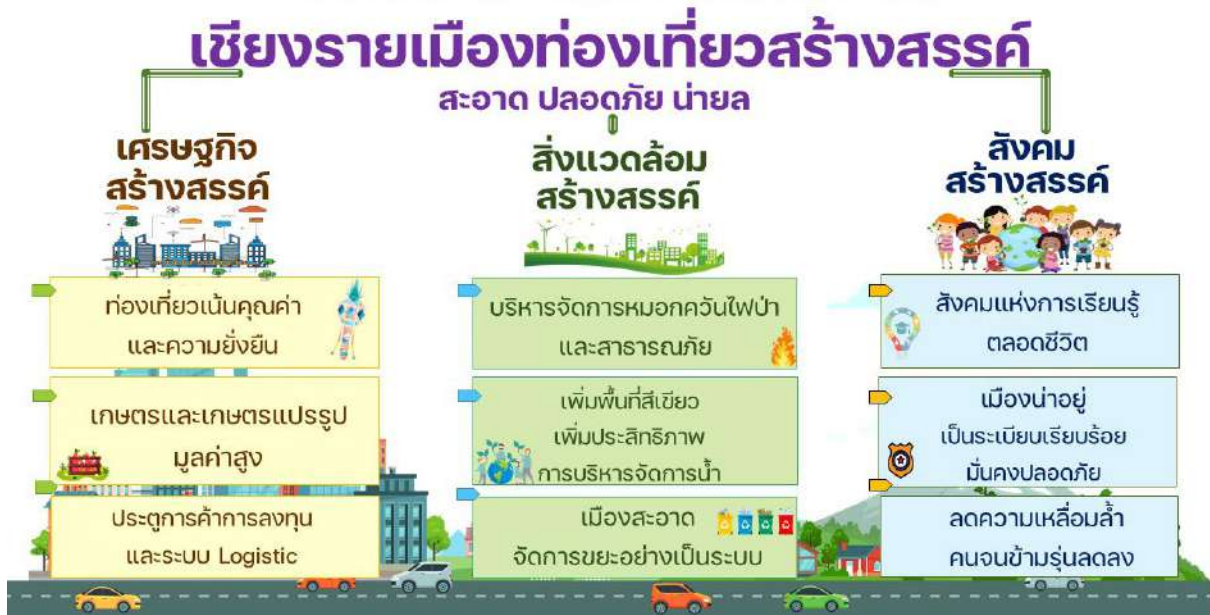 เชียงรายเมืองท่องเที่ยวสร้างสรรค์
สะอาด ปลอดภัย น่ายล
เศรษฐกิจ
สร้างสรรค์
ท่องเที่ยวเน้นคุณค่า
และความยั่งยืน
เกษตรและเกษตรแปรรูป
มูลค่าสูง
ประตูการค้าการลงทุน
และระบบ Logistic
สิ่งแวดล้อม
สร้างสรรค์
บริหารจัดการหมอกควันไฟป่า
และสาธารณภัย
เพิ่มพื้นที่สีเขียว
เพิ่มประสิทธิภาพ
การบริหารจัดการน้ำ
เมืองสะอาด
จัดการขยะอย่างเป็นระบบ
สังคม
สร้างสรรค์
สังคมแห่งการเรียนรู้
ตลอดชีวิต
เมืองน่าอยู่
เป็นระเบียบเรียบร้อย
มั่นคงปลอดภัย
ลดความเหลื่อมล้ำ
คนจนข้ามรุ่นลดลง